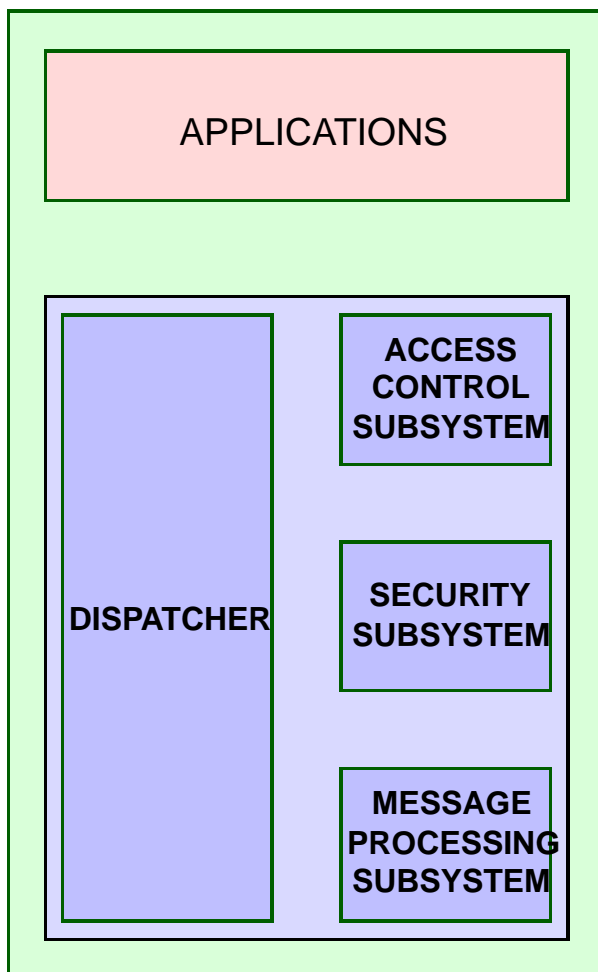 APPLICATIONS
DISPATCHER
ACCESS
CONTROL
SUBSYSTEM
SECURITY
SUBSYSTEM
MESSAGE
PROCESSING
SUBSYSTEM